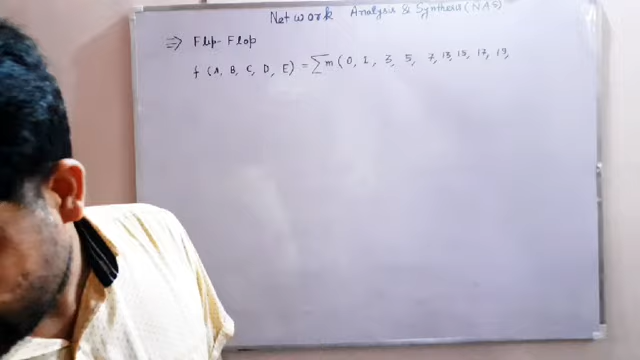 Network Analysis & Synthesis (NAS)
⇒ Flip-Flop
f (A, B, C, D, E) = ∑ m (0, 1, 3, 5, 7, 13, 15, 17, 19,